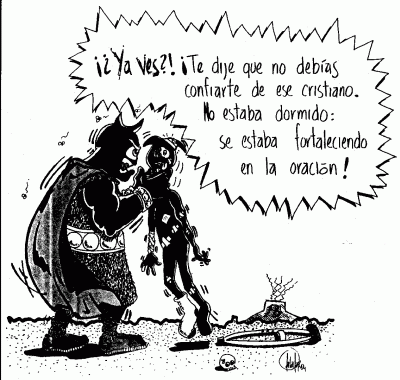 ¡¿Ya ves?! ¡Te dije que no debías
confiarte de ese cristiano.
No estaba dormido:
se estaba fortaleciendo
en la oración!